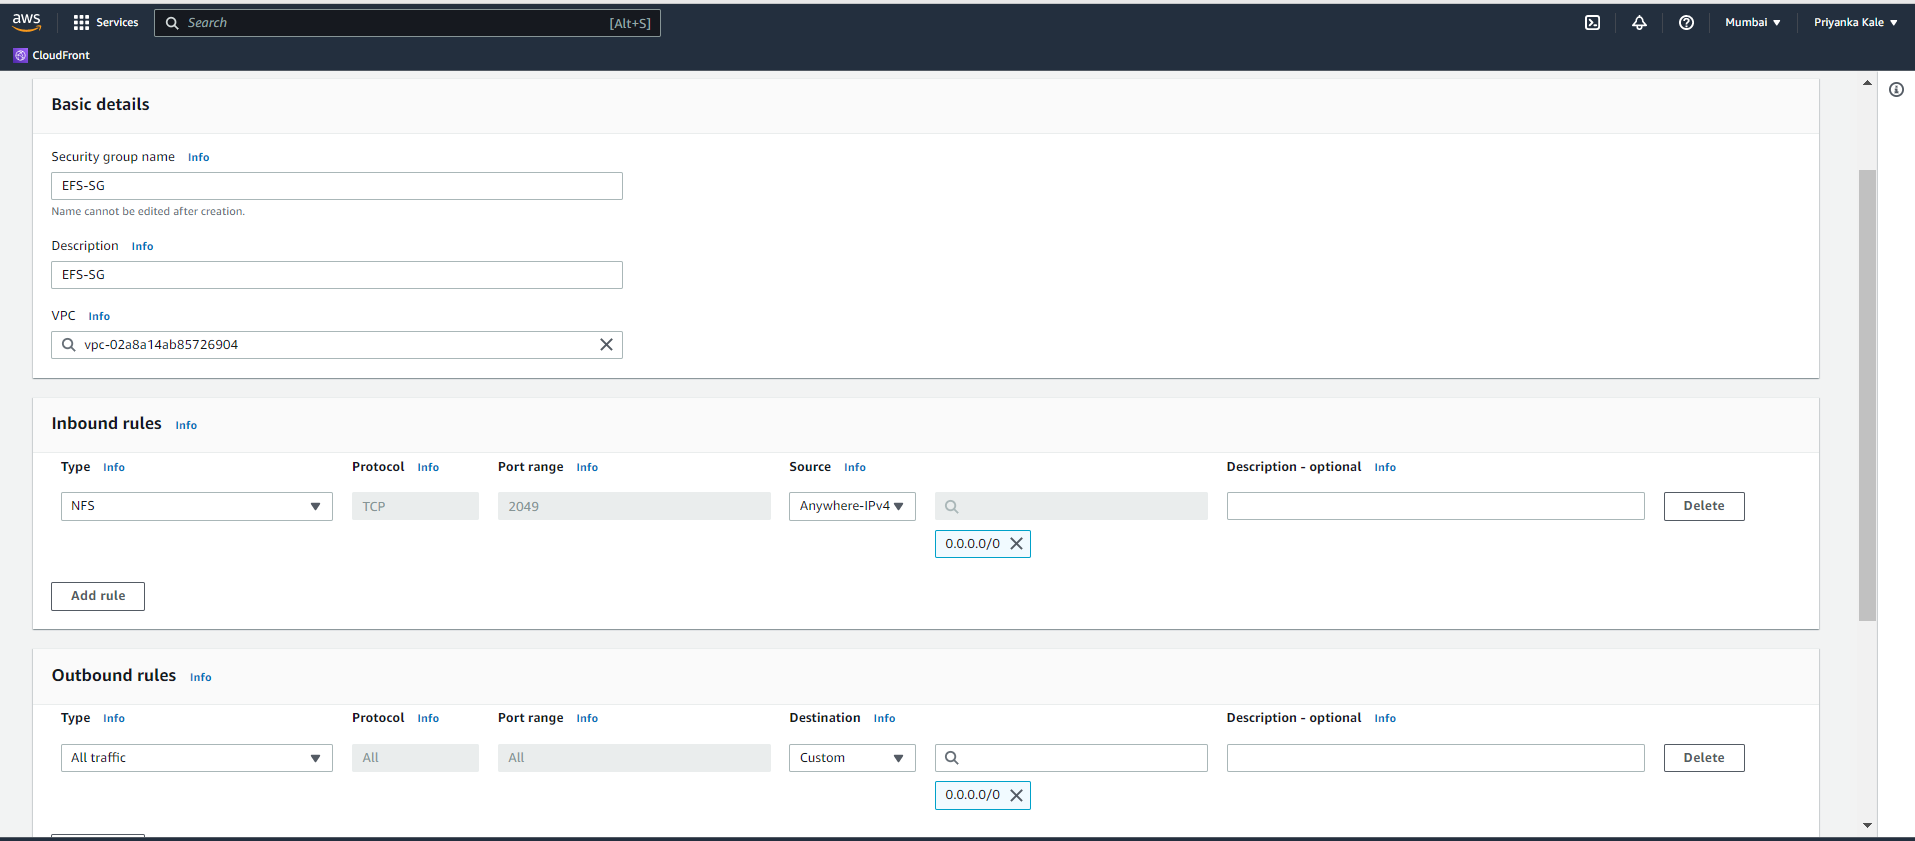 aws Services Search [Alt+S] Mumbai Priyanka Kale
CloudFront
Basic details
Security group name Info
EFS-SG
Name cannot be edited after creation.
Description Info
EFS-SG
VPC Info
vpc-02a8a14ab85726904
Inbound rules Info
Type Info Protocol Info Port range Info Source Info Description - optional Info
NFS TCP 2049 Anywhere-IPv4 Delete
0.0.0.0/0
Add rule
Outbound rules Info
Type Info Protocol Info Port range Info Destination Info Description - optional Info
All traffic All All Custom Delete
0.0.0.0/0